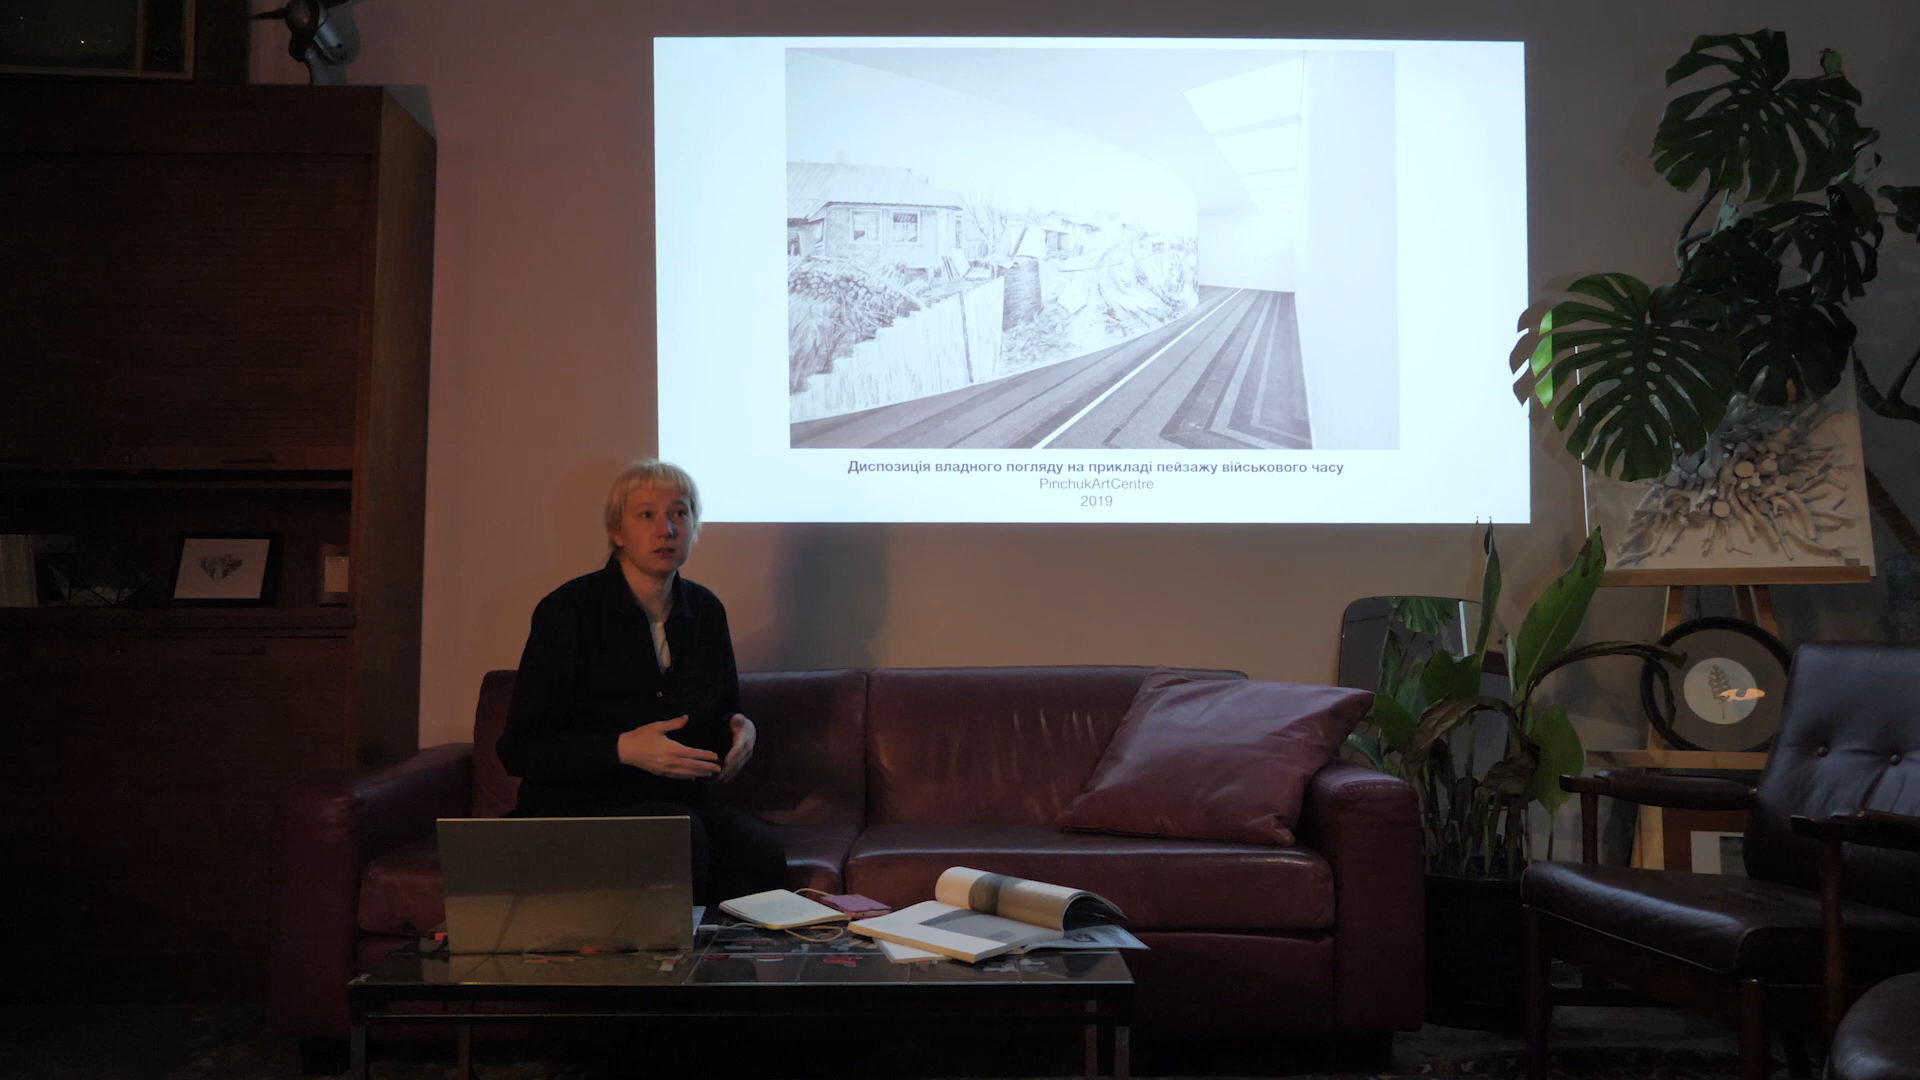 Диспозиція владного погляду на прикладі пейзажу військового часу
PinchukArtCentre
2019